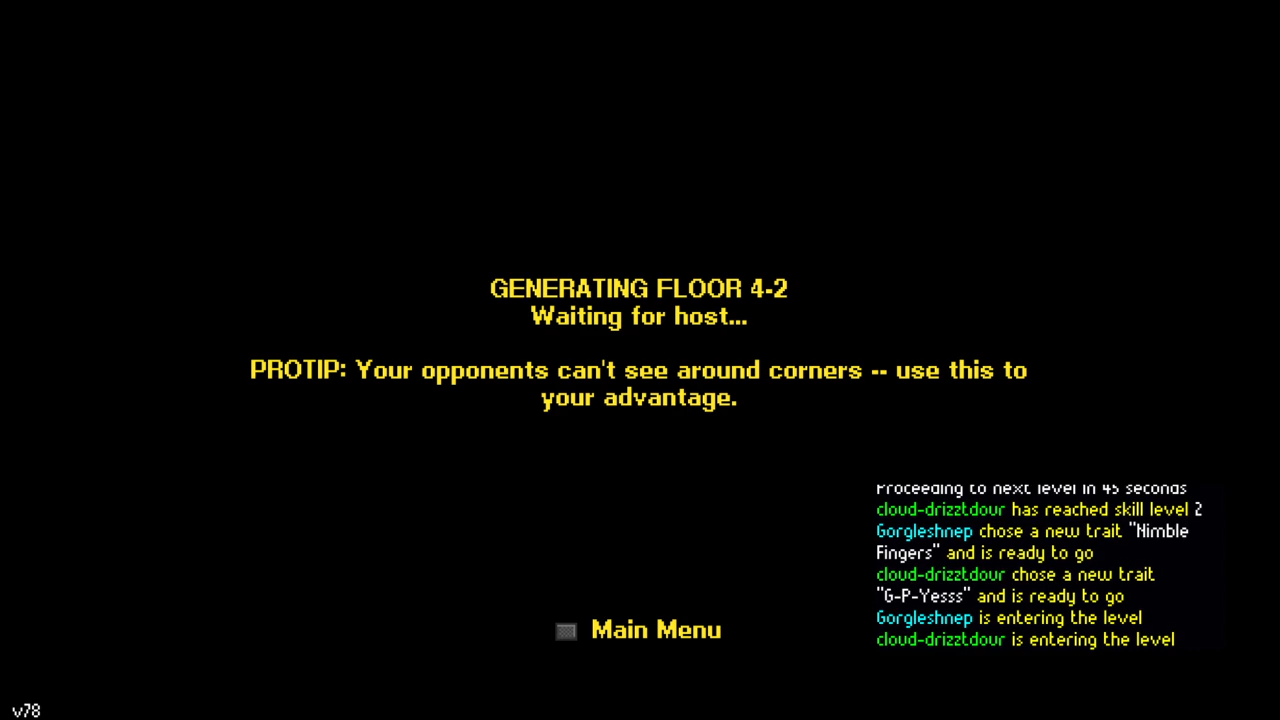 GENERATING FLOOR 4-2
Waiting for host...
PROTIP: Your opponents can't see around corners -- use this to
your advantage.
Proceeding to next level in 45 seconds
cloud-drizztdour has reached skill level 2
Gorgleshnep chose a new trait "Nimble
Fingers" and is ready to go
cloud-drizztdour chose a new trait
"G-P-Yesss" and is ready to go
Gorgleshnep is entering the level
cloud-drizztdour is entering the level
Main Menu
v78